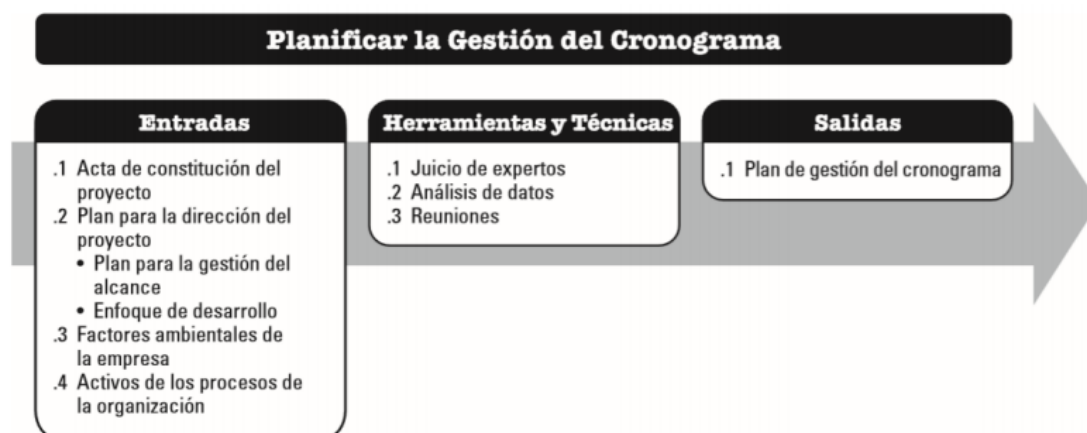 Planificar la Gestión del Cronograma
Entradas
.1 Acta de constitución del
proyecto
.2 Plan para la dirección del
proyecto
• Plan para la gestión del
alcance
• Enfoque de desarrollo
.3 Factores ambientales de
la empresa
.4 Activos de los procesos de
la organización
Herramientas y Técnicas
.1 Juicio de expertos
.2 Análisis de datos
.3 Reuniones
Salidas
.1 Plan de gestión del cronograma